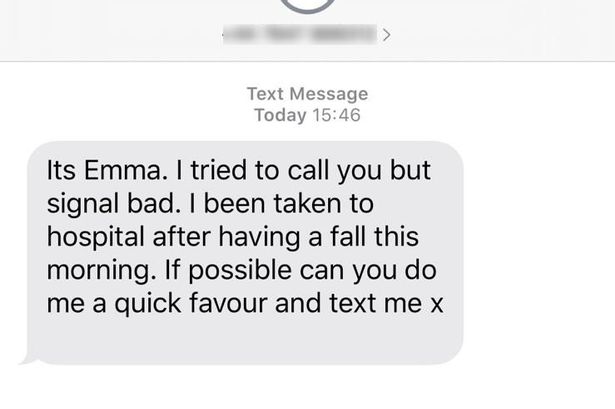 Text Message
Today 15:46
Its Emma. I tried to call you but
signal bad. I been taken to
hospital after having a fall this
morning. If possible can you do
me a quick favour and text me x